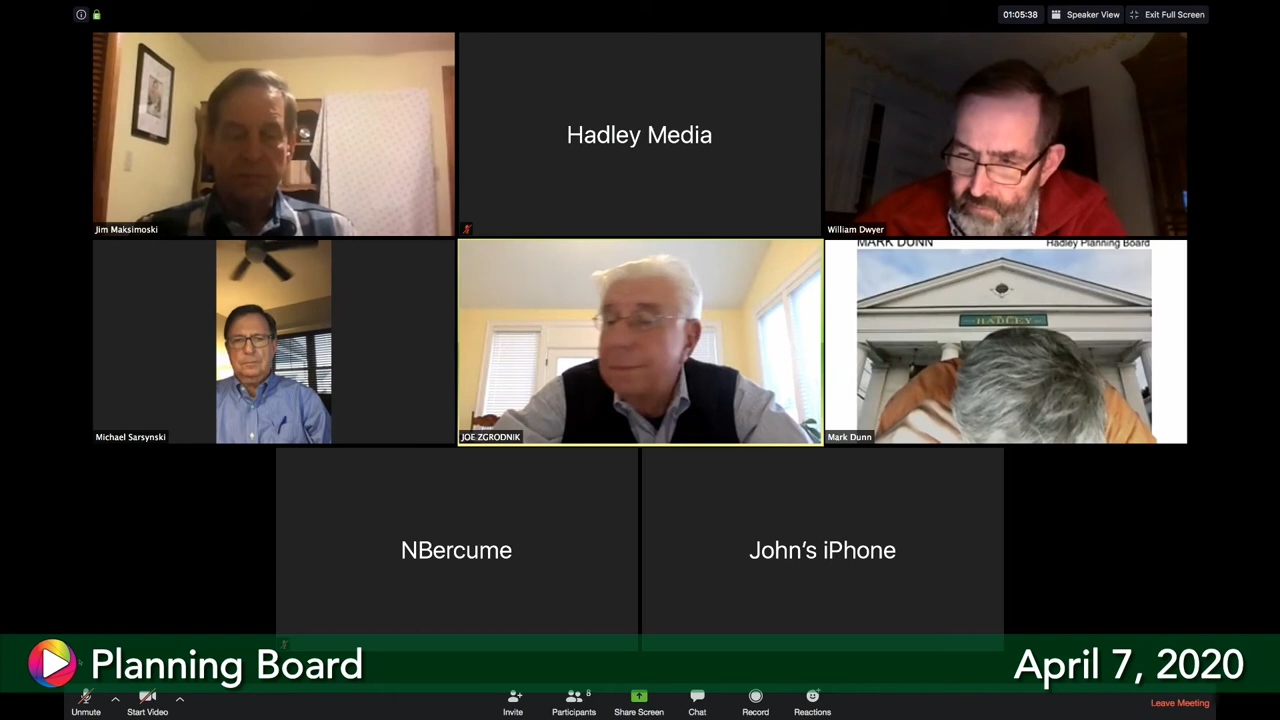 01:05:38
Speaker View
Exit Full Screen
Jim Maksimoski
Hadley Media
William Dwyer
Michael Sarsynski
JOE ZGRODNIK
MARK DUNN
Hadley Planning Board
HADLEY
Mark Dunn
NBercume
John’s iPhone
Planning Board
April 7, 2020
Unmute
Start Video
Invite
8
Participants
Share Screen
Chat
Record
Reactions
Leave Meeting